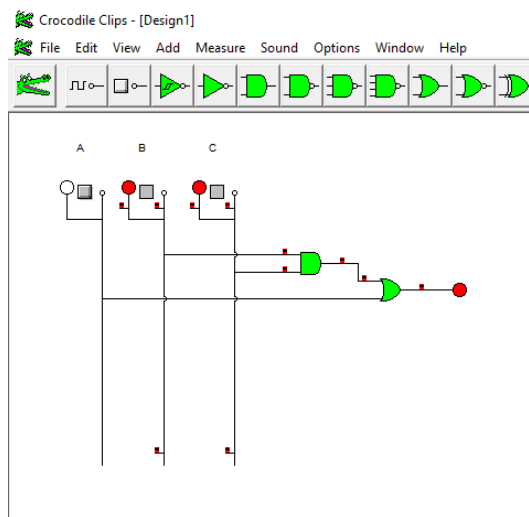 Crocodile Clips - [Design1]
File Edit View Add Measure Sound Options Window Help
A B C